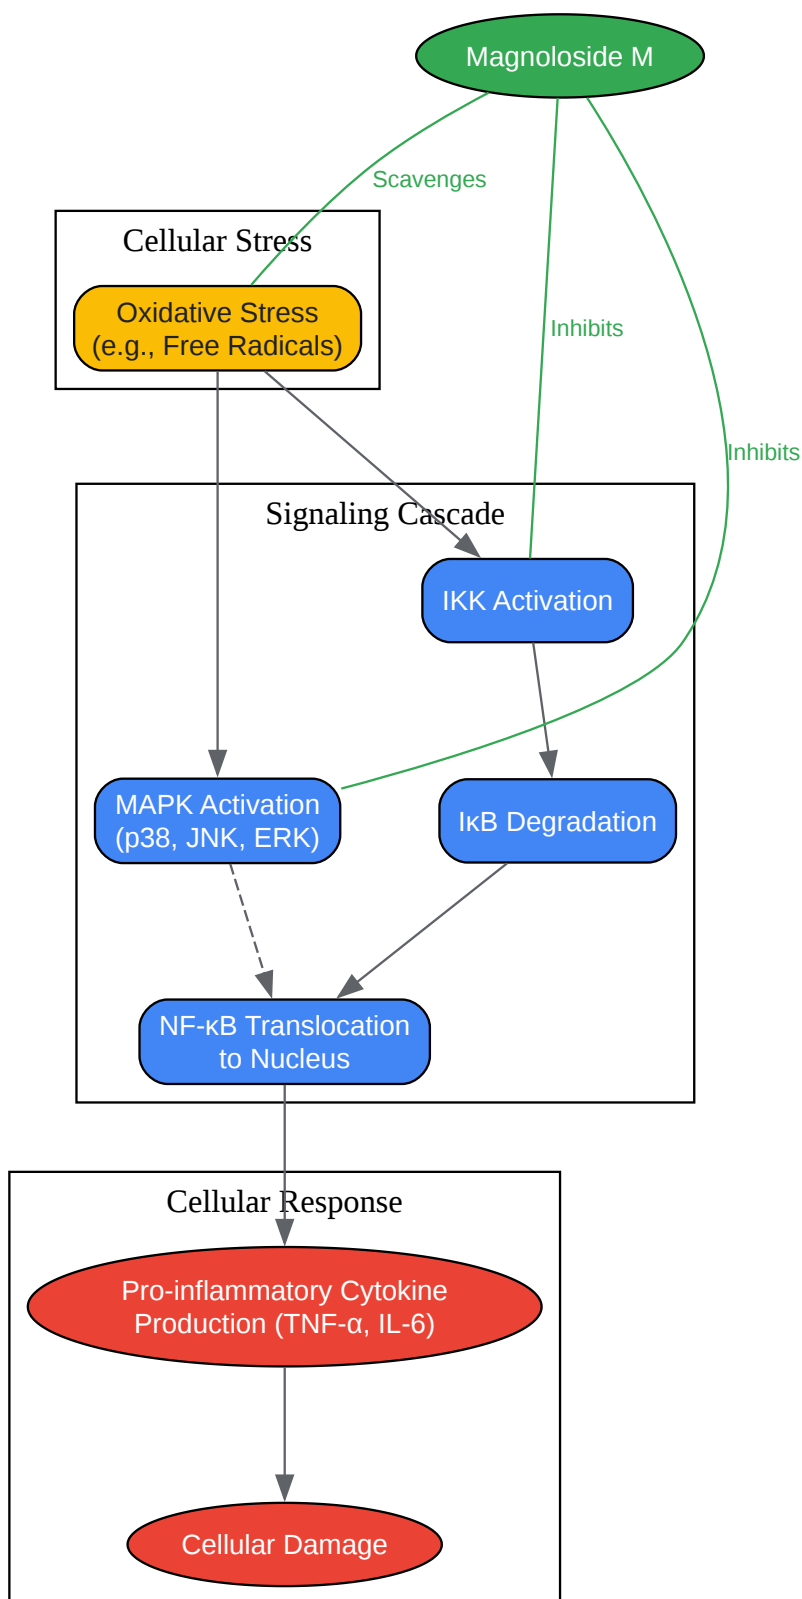 Magnoloside M
Scavenges
Cellular Stress
Oxidative Stress
(e.g., Free Radicals)
Inhibits
Inhibits
Signaling Cascade
IKK Activation
MAPK Activation
(p38, JNK, ERK)
IκB Degradation
NF-κB Translocation
to Nucleus
Cellular Response
Pro-inflammatory Cytokine
Production (TNF-α, IL-6)
Cellular Damage